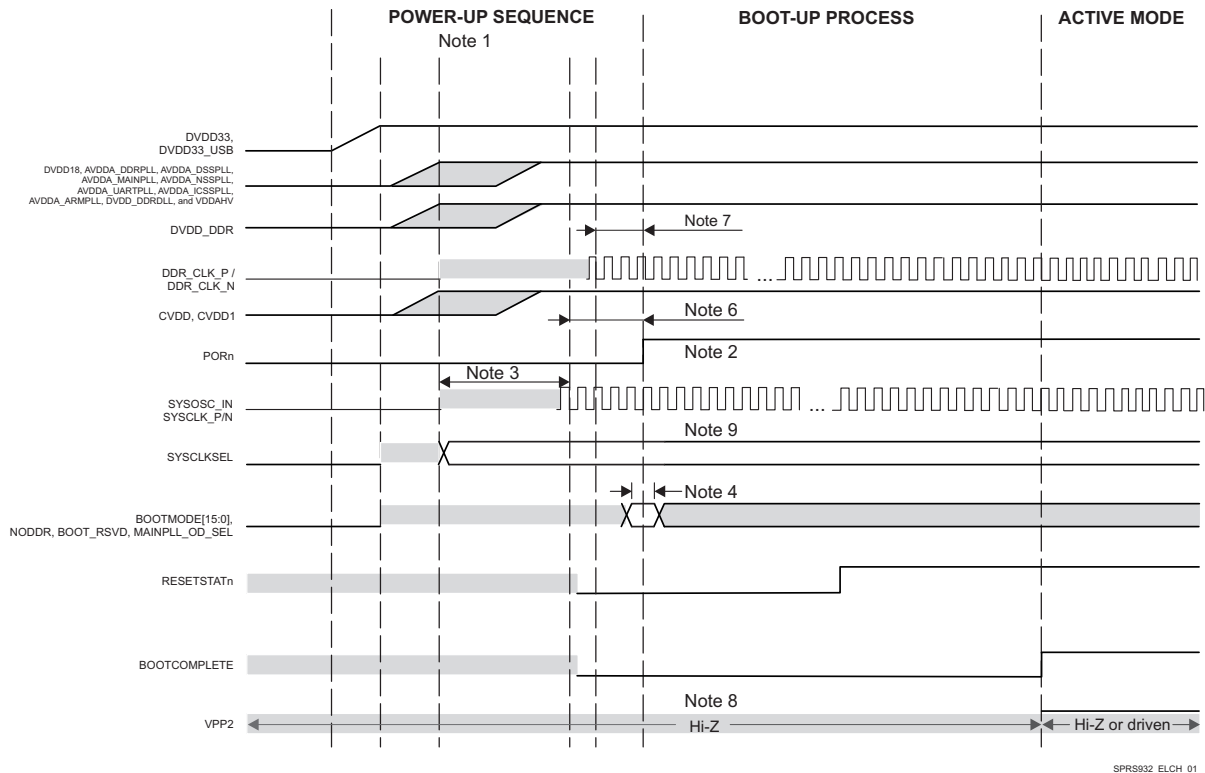 POWER-UP SEQUENCE
BOOT-UP PROCESS
ACTIVE MODE
Note 1
DVDD33,
DVDD33_USB
DVDD18, AVDDA_DDRPLL, AVDDA_DSSPLL,
AVDDA_MAINPLL, AVDDA_NSSPLL,
AVDDA_UARTPLL, AVDDA_ICSSPLL,
AVDDA_ARMPLL, DVDD_DDRDLL, and VDDAHV
DVDD_DDR
Note 7
DDR_CLK_P /
DDR_CLK_N
...
CVDD, CVDD1
Note 6
PORn
Note 2
Note 3
SYSOSC_IN
SYSCLK_P/N
...
Note 9
SYSCLKSEL
Note 4
BOOTMODE[15:0],
NODDR, BOOT_RSVD, MAINPLL_OD_SEL
RESETSTATn
BOOTCOMPLETE
Note 8
VPP2
Hi-Z
Hi-Z or driven
SPRS932_ELCH_01